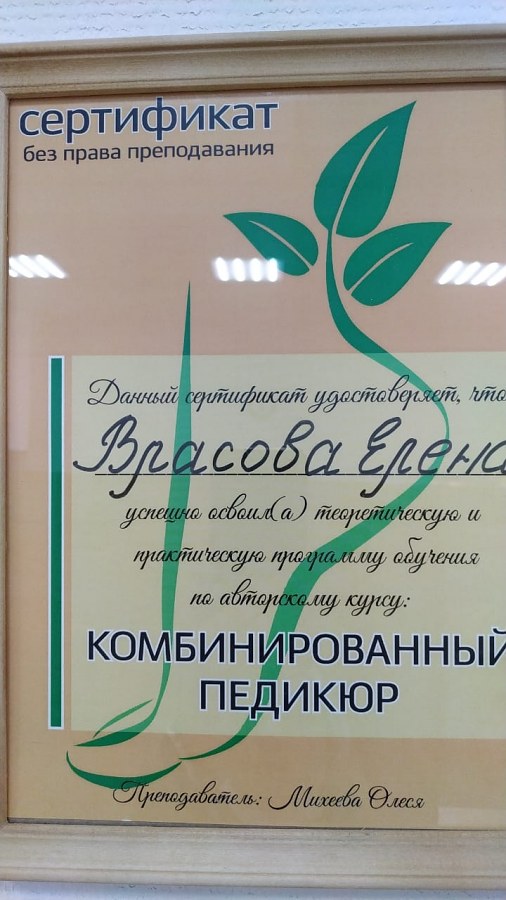 сертификат
без права преподавания
Данный сертификат удостоверяет, что
Власова Елена
успешно освоил(а) теоретическую и
практическую программу обучения
по авторскому курсу:
КОМБИНИРОВАННЫЙ
ПЕДИКЮР
Преподаватель: Михеева Олеся